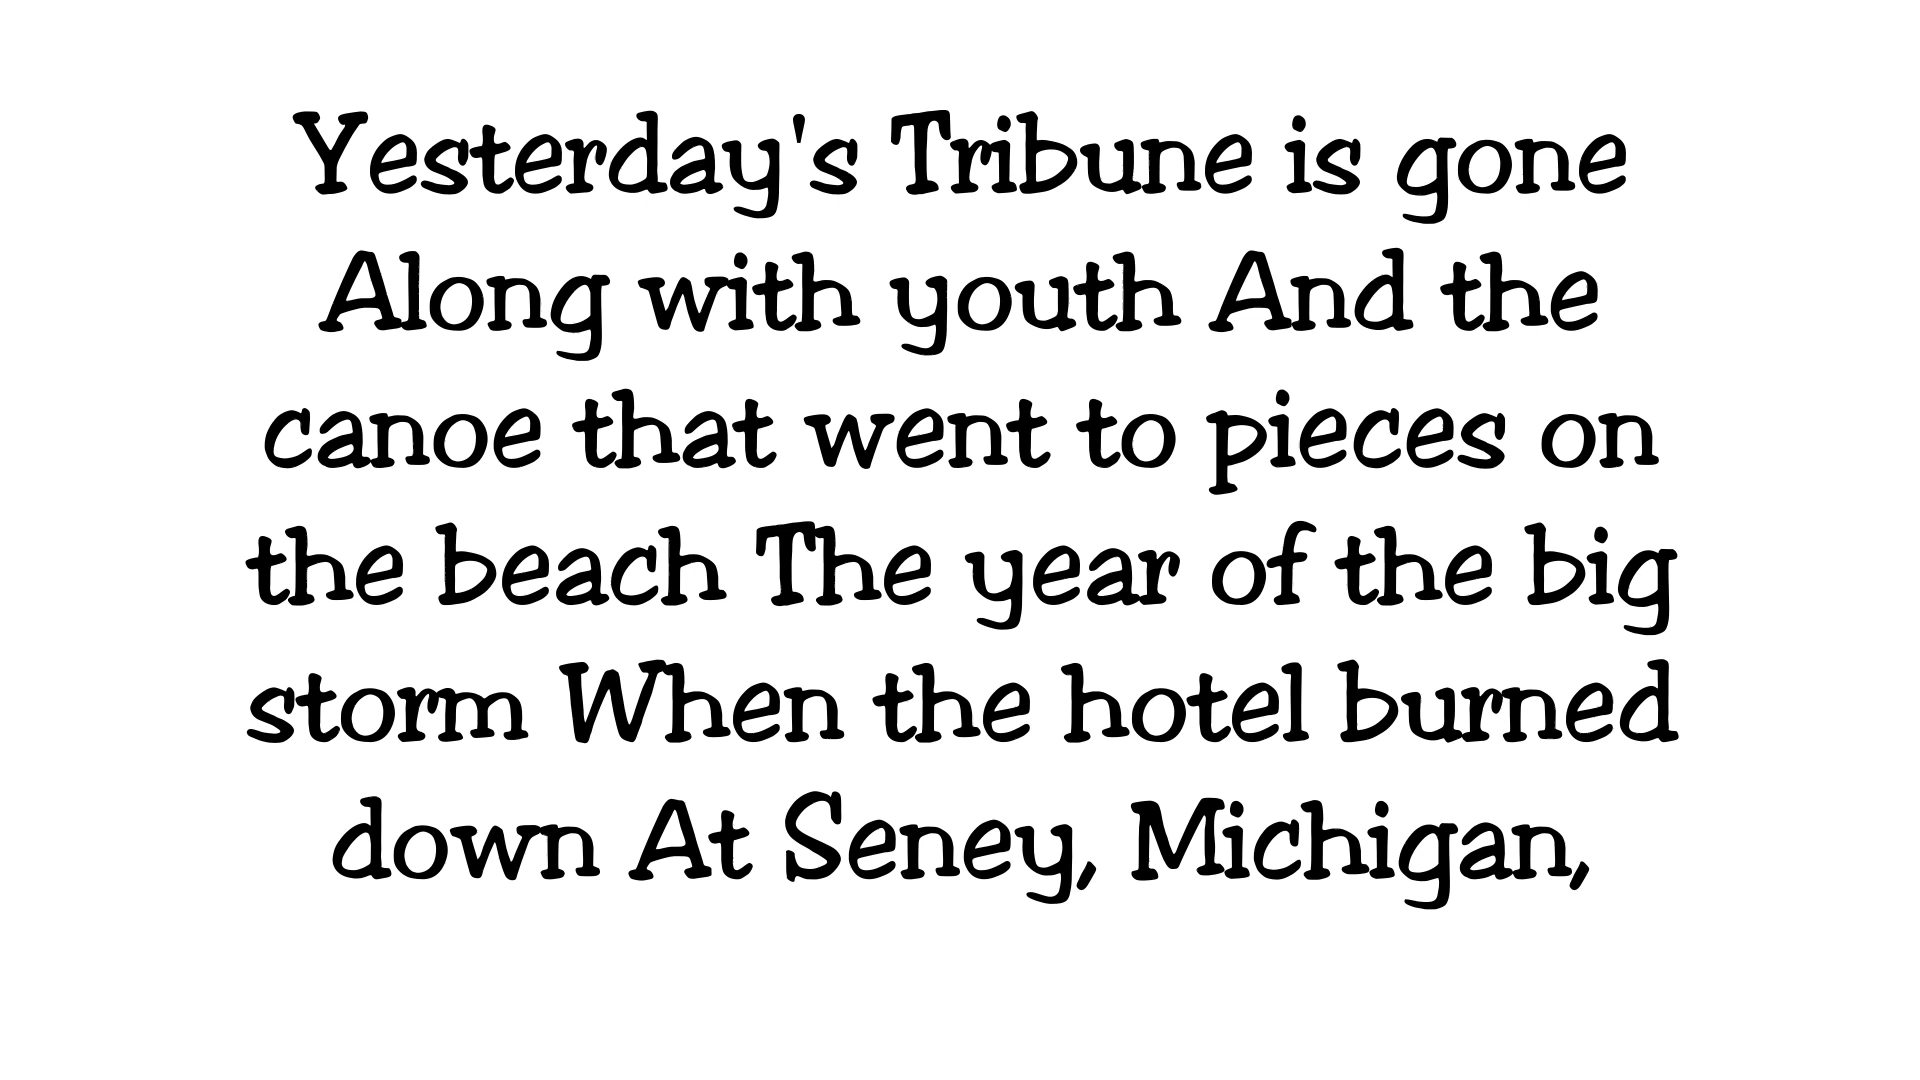 Yesterday's Tribune is gone
Along with youth And the
canoe that went to pieces on
the beach The year of the big
storm When the hotel burned
down At Seney, Michigan,